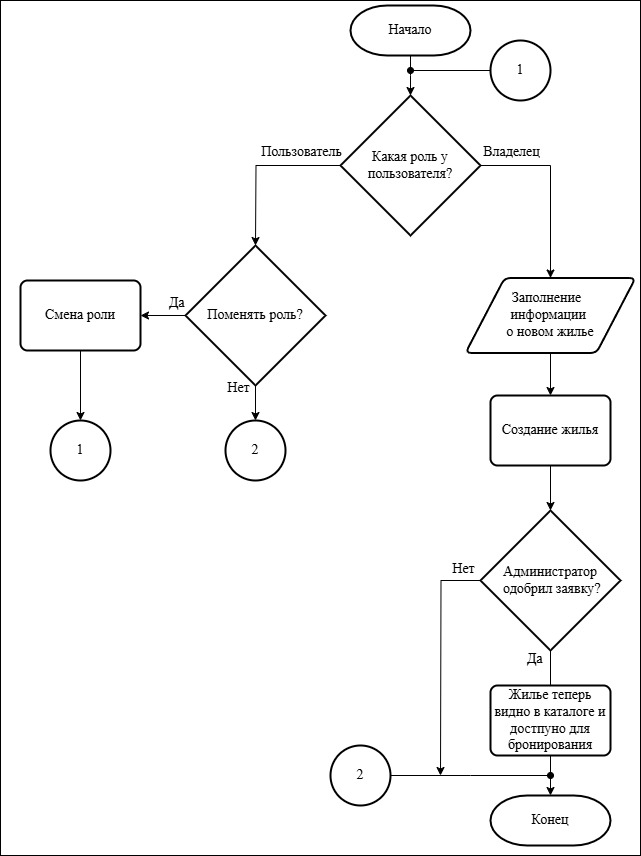 Начало
1
Какая роль у
пользователя?
Пользователь
Владелец
Поменять роль?
Да
Смена роли
Нет
1
2
Заполнение
информации
о новом жилье
Создание жилья
Администратор
одобрил заявку?
Нет
Да
Жилье теперь
видно в каталоге и
достпуно для
бронирования
2
Конец